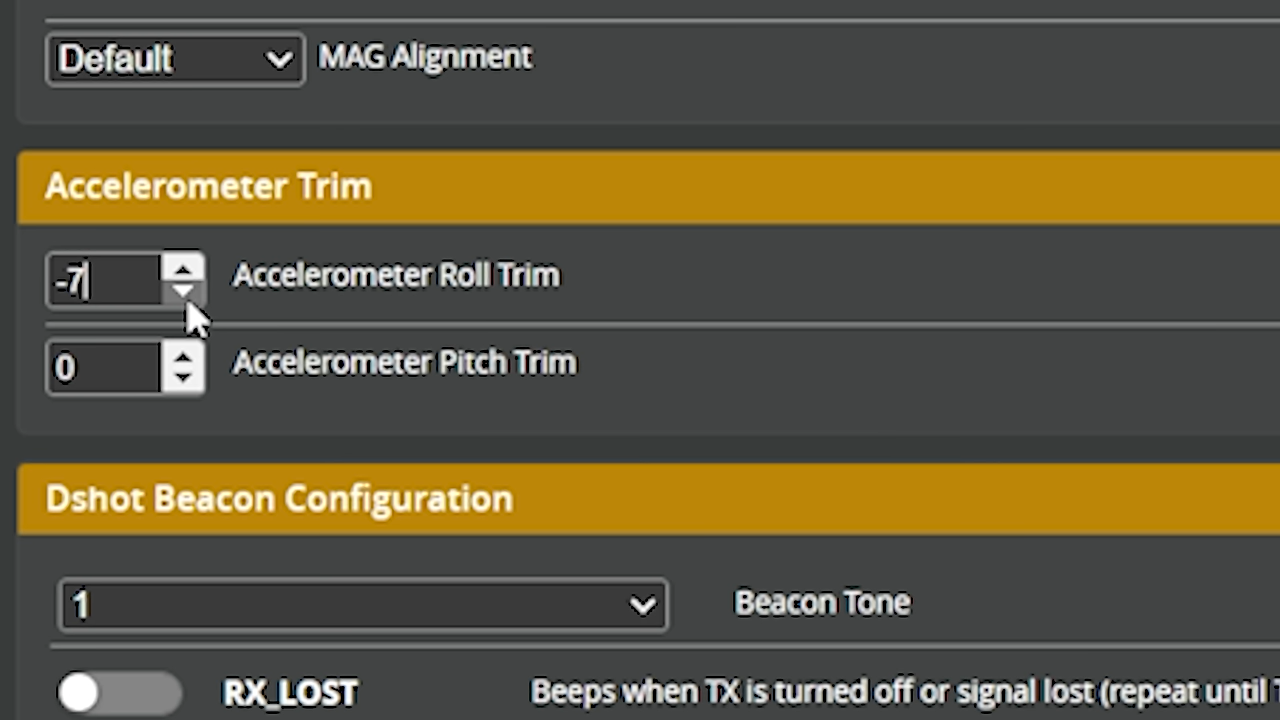 Default MAG Alignment
Accelerometer Trim
-7 Accelerometer Roll Trim
0 Accelerometer Pitch Trim
Dshot Beacon Configuration
1 Beacon Tone
RX_LOST Beeps when TX is turned off or signal lost (repeat until